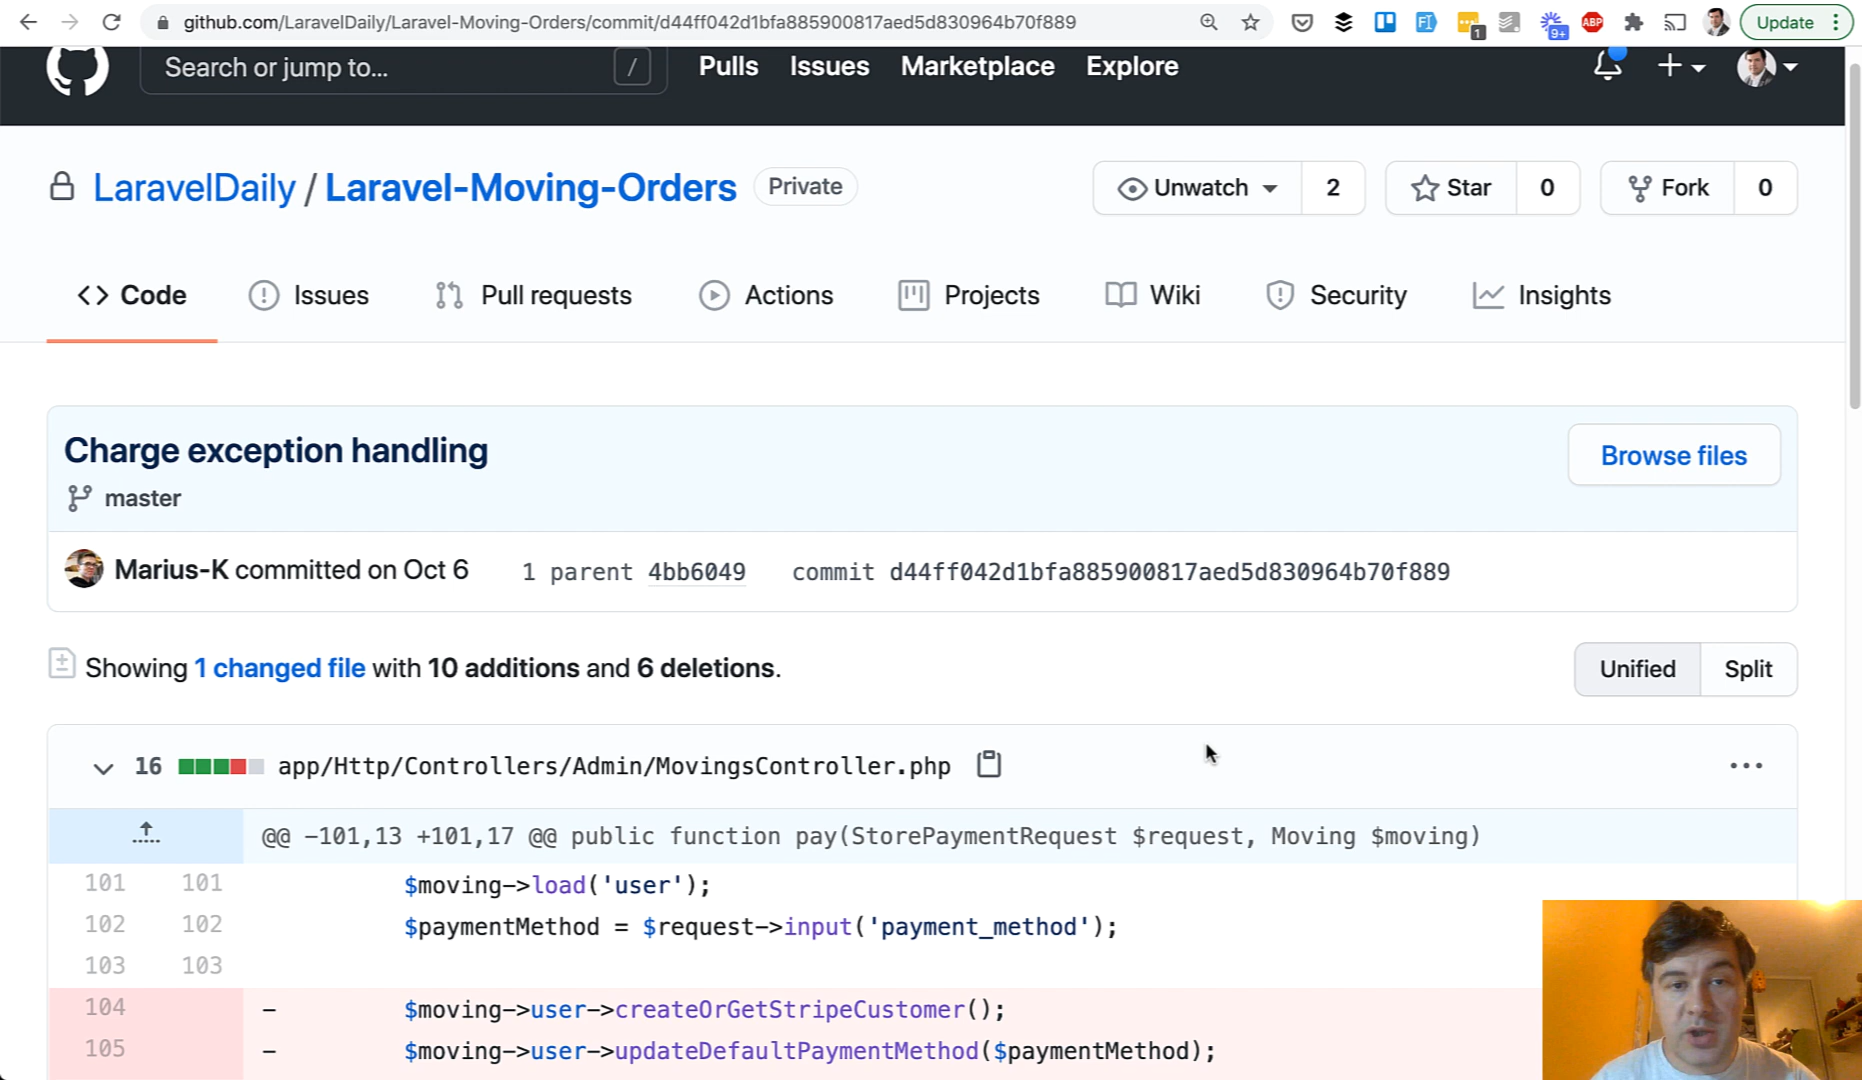 github.com/LaravelDaily/Laravel-Moving-Orders/commit/d44ff042d1bfa885900817aed5d830964b70f889
FI
1
9+
ABP
Update
Search or jump to...
/
Pulls
Issues
Marketplace
Explore
LaravelDaily / Laravel-Moving-Orders
Private
Unwatch
2
Star
0
Fork
0
Code
Issues
Pull requests
Actions
Projects
Wiki
Security
Insights
Charge exception handling
Browse files
master
Marius-K committed on Oct 6
1 parent 4bb6049
commit d44ff042d1bfa885900817aed5d830964b70f889
Showing 1 changed file with 10 additions and 6 deletions.
Unified
Split
16
app/Http/Controllers/Admin/MovingsController.php
@@ -101,13 +101,17 @@ public function pay(StorePaymentRequest $request, Moving $moving)
101 101 $moving->load('user');
102 102 $paymentMethod = $request->input('payment_method');
103 103
104 - $moving->user->createOrGetStripeCustomer();
105 - $moving->user->updateDefaultPaymentMethod($paymentMethod);